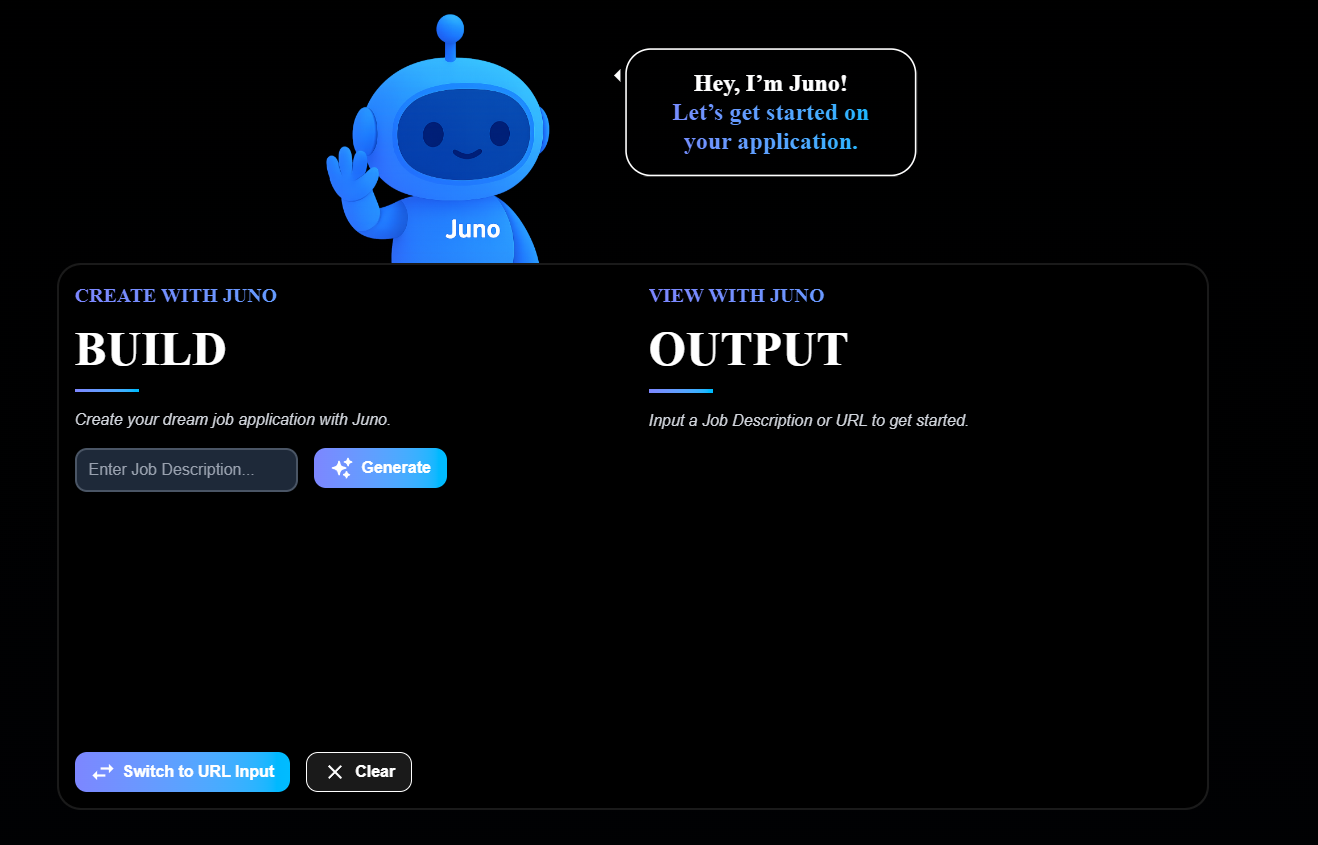 Hey, I’m Juno!
Let’s get started on
your application.
Juno
CREATE WITH JUNO
BUILD
Create your dream job application with Juno.
Enter Job Description...
Generate
Switch to URL Input
Clear
VIEW WITH JUNO
OUTPUT
Input a Job Description or URL to get started.